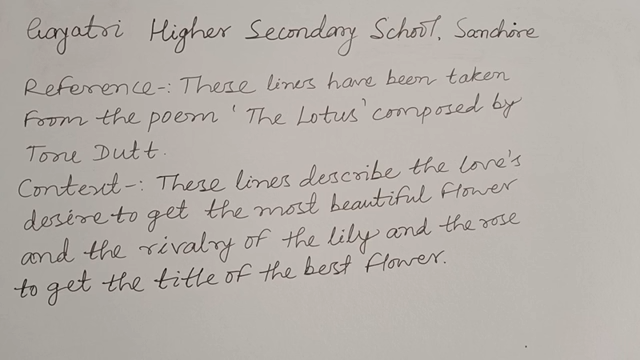 Gayatri Higher Secondary School, Sanchore
Reference-: These lines have been taken
from the poem 'The Lotus' composed by
Toru Dutt.
Context-: These lines describe the love's
desire to get the most beautiful flower
and the rivalry of the lily and the rose
to get the title of the best flower.